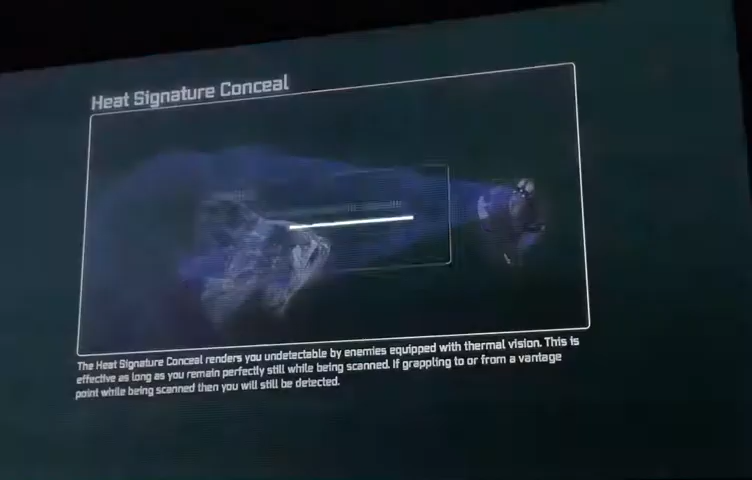 Heat Signature Conceal
The Heat Signature Conceal renders you undetectable by enemies equipped with thermal vision. This is
effective as long as you remain perfectly still while being scanned. If grappling to or from a vantage
point while being scanned then you will still be detected.